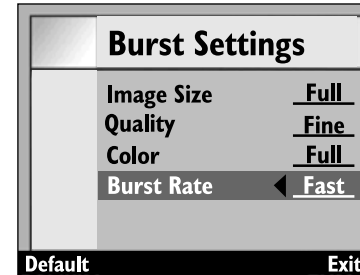 Burst Settings
Image Size Full
Quality Fine
Color Full
Burst Rate Fast
Default Exit